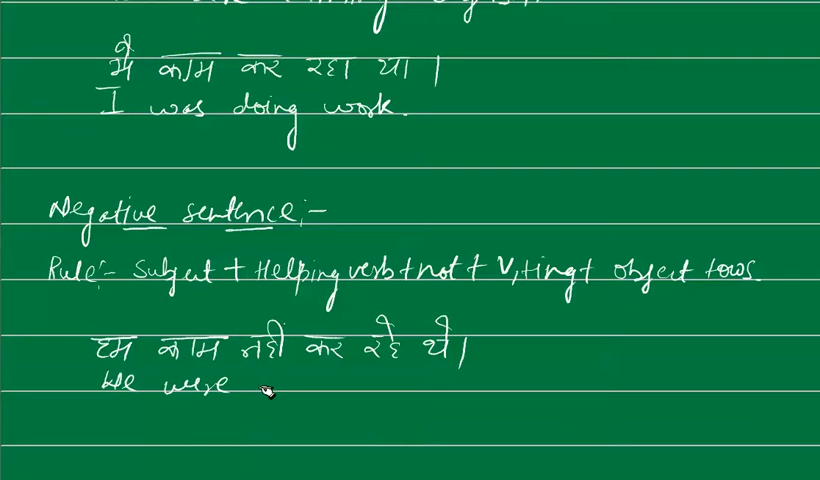 मै काम कर रहा था।
I was doing work.
Negative sentence:-
Rule:- Subject + Helping verb + not + V1 + ing + object + ows.
हम काम नही कर रहे थे।
We were